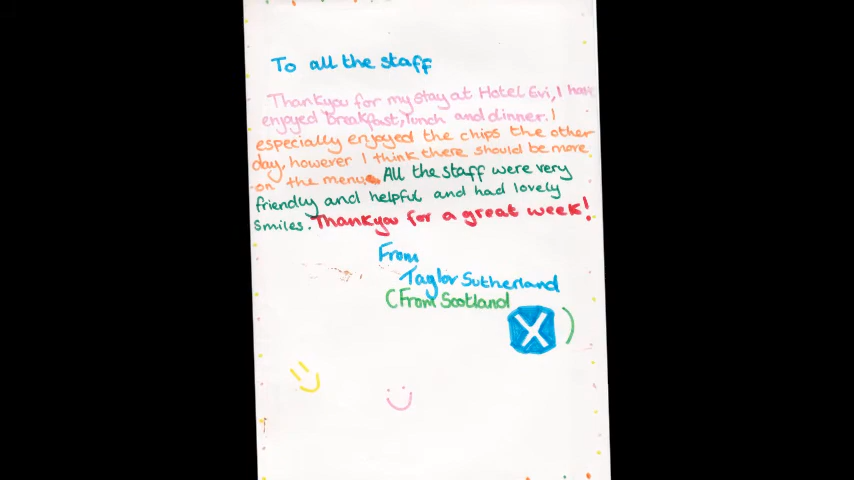 To all the staff
Thankyou for my stay at Hotel Evi, I have
enjoyed breakfast, lunch and dinner. I
especially enjoyed the chips the other
day, however I think there should be more
on the menu. All the staff were very
friendly and helpful and had lovely
smiles. Thankyou for a great week!
From
Taylor Sutherland
(From Scotland
)